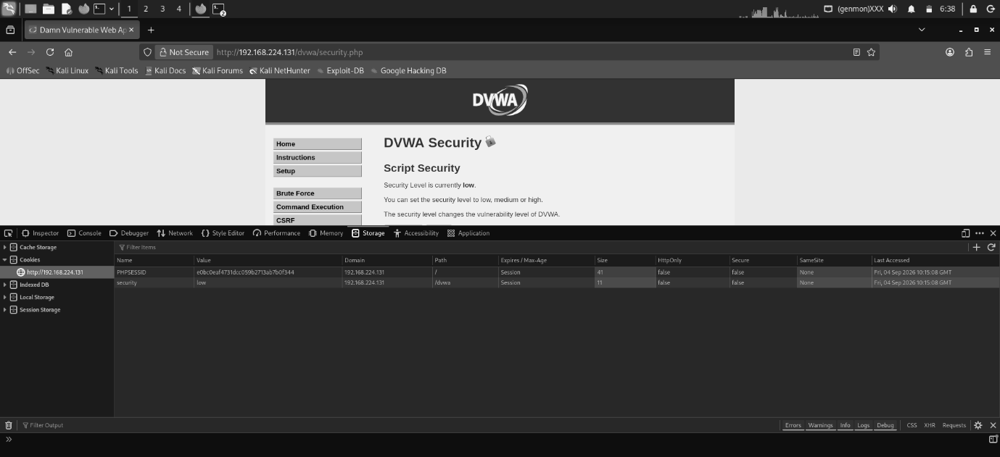 1 2 3 4 2 (genmon)XXX 6:38
Damn Vulnerable Web Ap
Not Secure http://192.168.224.131/dvwa/security.php
OffSec Kali Linux Kali Tools Kali Docs Kali Forums Kali NetHunter Exploit-DB Google Hacking DB
DVWA
Home
Instructions
Setup
Brute Force
Command Execution
CSRF
DVWA Security
Script Security
Security Level is currently low.
You can set the security level to low, medium or high.
The security level changes the vulnerability level of DVWA.
Inspector Console Debugger Network Style Editor Performance Memory Storage Accessibility Application
Cache Storage
Cookies
http://192.168.224.131
Indexed DB
Local Storage
Session Storage
Filter Items
Name Value Domain Path Expires / Max-Age Size HttpOnly Secure SameSite Last Accessed
PHPSESSID e0bc0eaf4731dcc059b2713ab7b0f344 192.168.224.131 / Session 41 false false None Fri, 04 Sep 2026 10:15:08 GMT
security low 192.168.224.131 /dvwa Session 11 false false None Fri, 04 Sep 2026 10:15:08 GMT
Filter Output Errors Warnings Info Logs Debug CSS XHR Requests